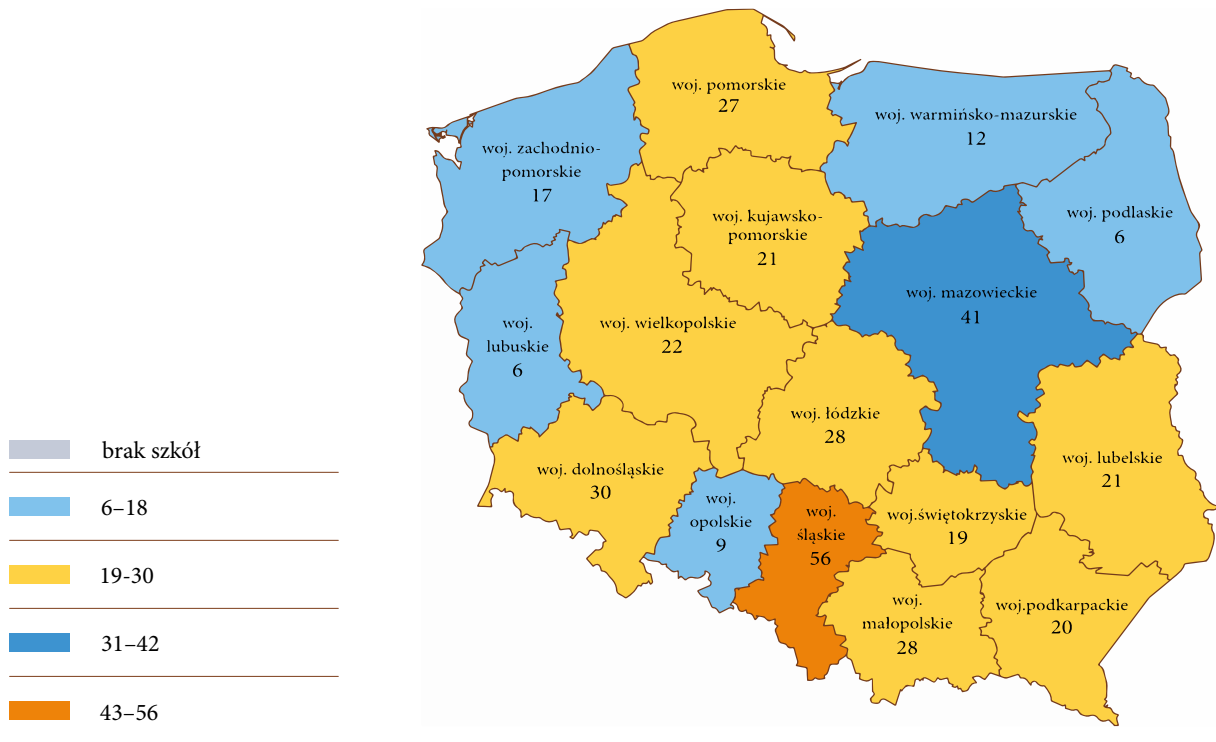 woj. pomorskie
27
woj. warmińsko-mazurskie
12
woj. zachodnio-
pomorskie
17
woj. podlaskie
6
woj. kujawsko-
pomorskie
21
woj. mazowieckie
41
woj.
lubuskie
6
woj. wielkopolskie
22
woj. łódzkie
28
woj. lubelskie
21
woj. dolnośląskie
30
woj.
opolskie
9
woj.
śląskie
56
woj.świętokrzyskie
19
woj.
małopolskie
28
woj.podkarpackie
20
brak szkół
6–18
19-30
31–42
43–56